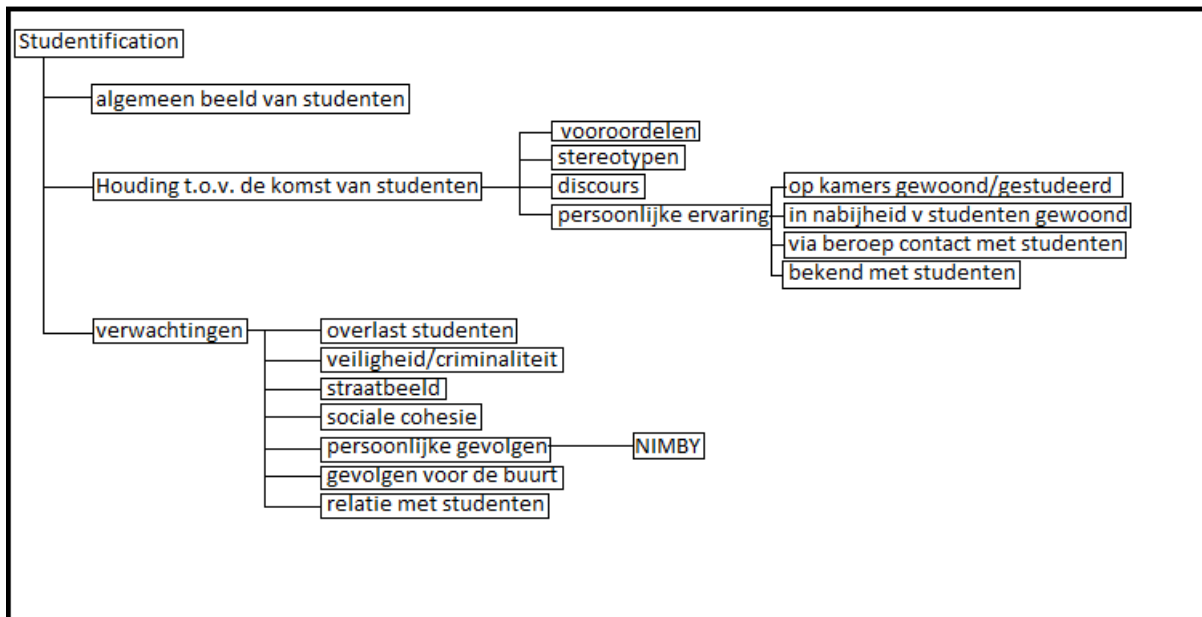 Studentification
algemeen beeld van studenten
vooroordelen
stereotypen
Houding t.o.v. de komst van studenten
discours
op kamers gewoond/gestudeerd
persoonlijke ervaring
in nabijheid v studenten gewoond
via beroep contact met studenten
bekend met studenten
verwachtingen
overlast studenten
veiligheid/criminaliteit
straatbeeld
sociale cohesie
persoonlijke gevolgen
NIMBY
gevolgen voor de buurt
relatie met studenten